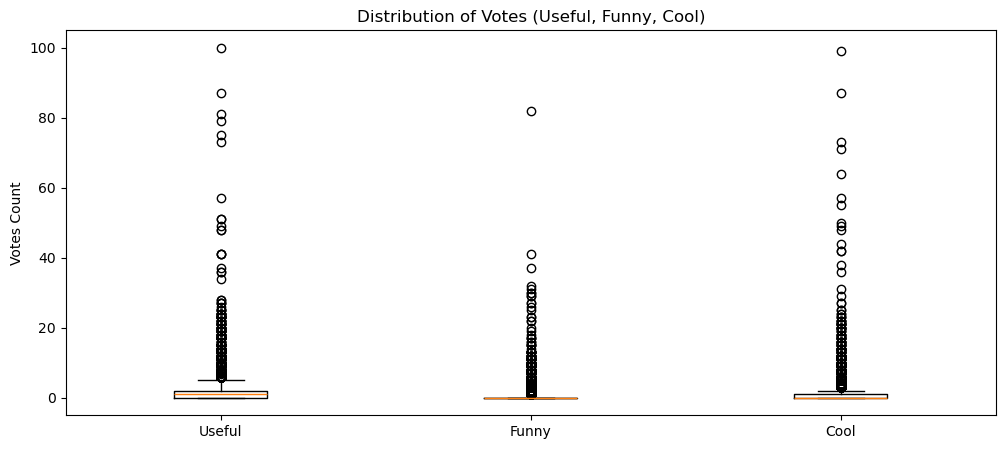 Distribution of Votes (Useful, Funny, Cool)
Votes Count
100
80
60
40
20
0
Useful Funny Cool